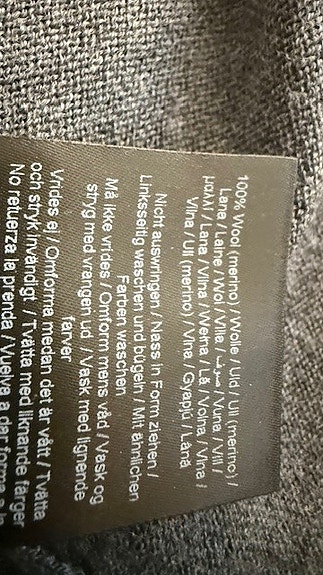 100% Wool (merino) / Wolle / Uld / Ull (merino) /
Lana / Laine / Wol / Villa / صوف / Vuna / Vill /
Μαλλί / Lana / Vilna / Wełna / Lã / Volna / Vlna /
Vilna / Ull (merino) / Vlna / Gyapjú / Lână
Nicht auswringen / Nass in Form ziehen /
Linksseitig waschen und bügeln / Mit ähnlichen
Farben waschen
Må ikke vrides / Omform mens våd / Vask og
stryg med vrangen ud / Vask med lignende
farver
Vrides ej / Omforma medan det är vått / Tvätta
och stryk invändigt / Tvätta med liknande färger
No retuerza la prenda / Vuelva a dar forma